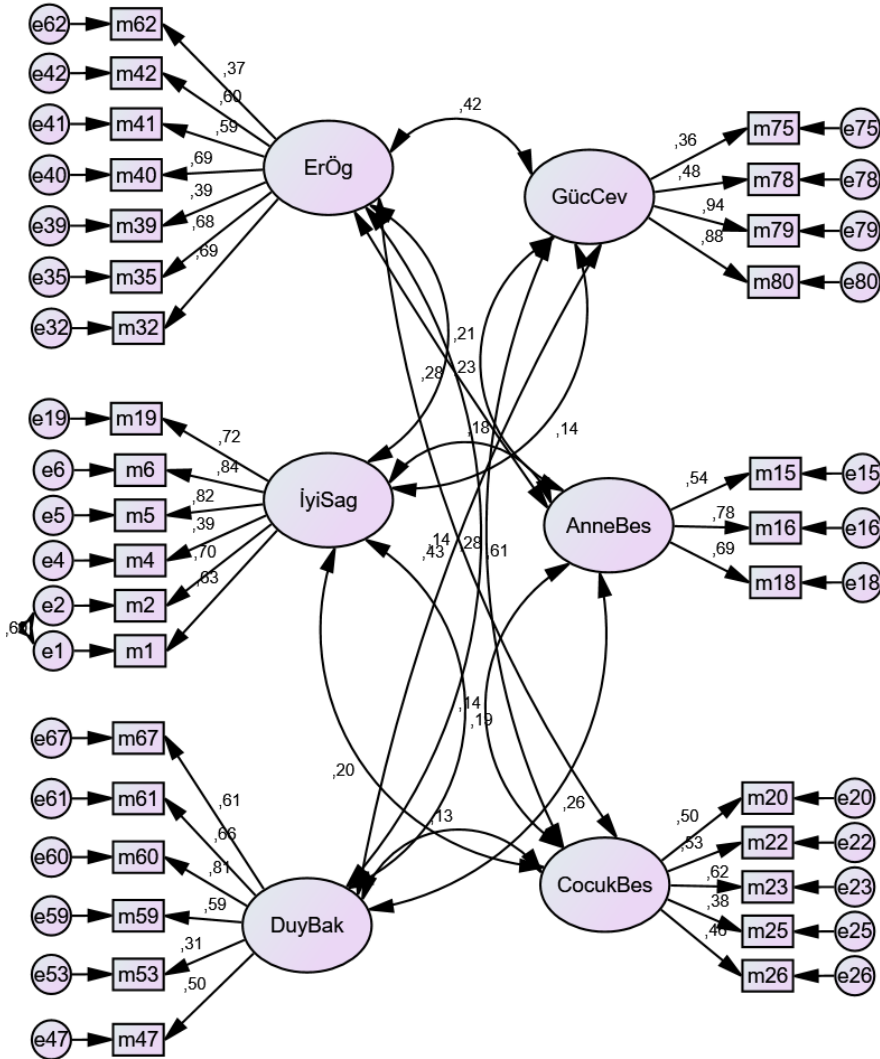 e62 m62
e42 m42
e41 m41
e40 m40
e39 m39
e35 m35
e32 m32
,37
,60
,59
,69
,39
,68
,69
ErÖg
,42
GücCev
,36
,48
,94
,88
m75 e75
m78 e78
m79 e79
m80 e80
,21
,28
,23
,18
,14
e19 m19
e6 m6
e5 m5
e4 m4
e2 m2
e1 m1
,72
,84
,82
,39
,70
,63
İyiSag
AnneBes
,54
,78
,69
m15 e15
m16 e16
m18 e18
,14
,43
,28
,61
,14
,19
,20
,13
,26
e67 m67
e61 m61
e60 m60
e59 m59
e53 m53
e47 m47
,61
,66
,81
,59
,31
,50
DuyBak
CocukBes
,50
,53
,62
,38
m20 e20
m22 e22
m23 e23
m25 e25
m26 e26